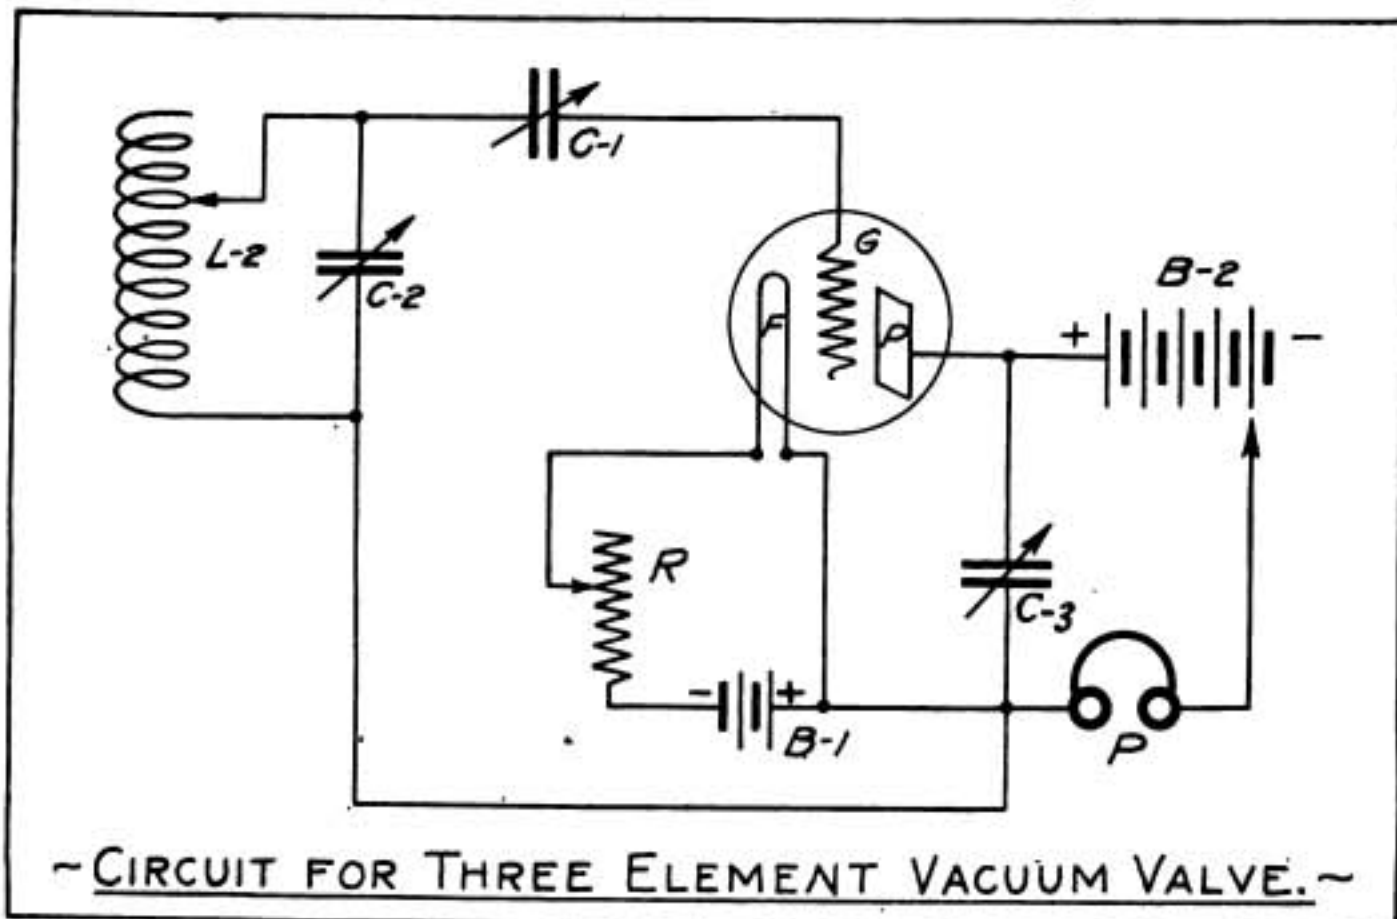 C-1
L-2
C-2
G
F
P
B-2
+ -
R
C-3
- +
B-1
P
~CIRCUIT FOR THREE ELEMENT VACUUM VALVE.~